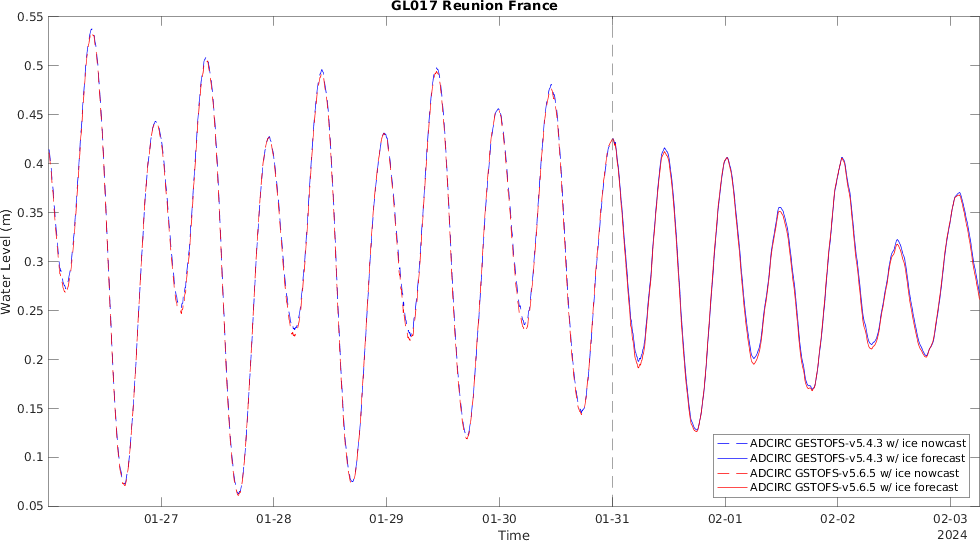 GL017 Reunion France
0.55
0.5
0.45
0.4
0.35
0.3
0.25
0.2
0.15
0.1
0.05
Water Level (m)
01-27
01-28
01-29
01-30
01-31
02-01
02-02
02-03
2024
Time
ADCIRC GESTOFS-v5.4.3 w/ ice nowcast
ADCIRC GESTOFS-v5.4.3 w/ ice forecast
ADCIRC GSTOFS-v5.6.5 w/ ice nowcast
ADCIRC GSTOFS-v5.6.5 w/ ice forecast